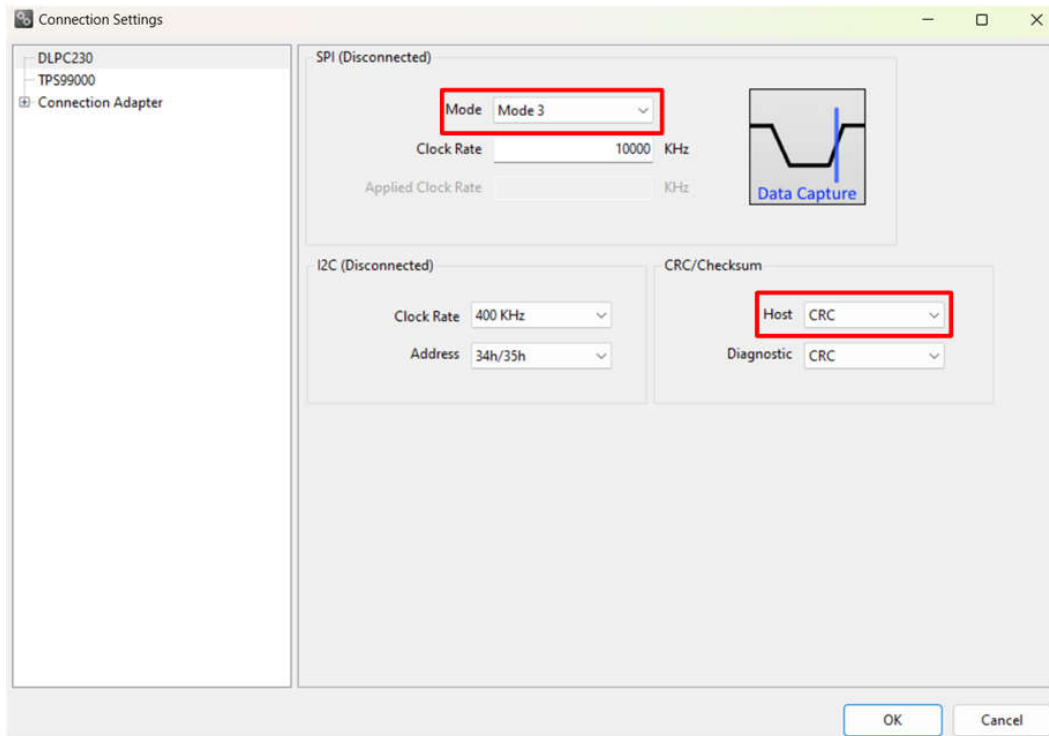 Connection Settings
DLPC230
TPS99000
Connection Adapter
SPI (Disconnected)
Mode Mode 3
Clock Rate 10000 KHz
Applied Clock Rate KHz
Data Capture
I2C (Disconnected)
Clock Rate 400 KHz
Address 34h/35h
CRC/Checksum
Host CRC
Diagnostic CRC
OK Cancel